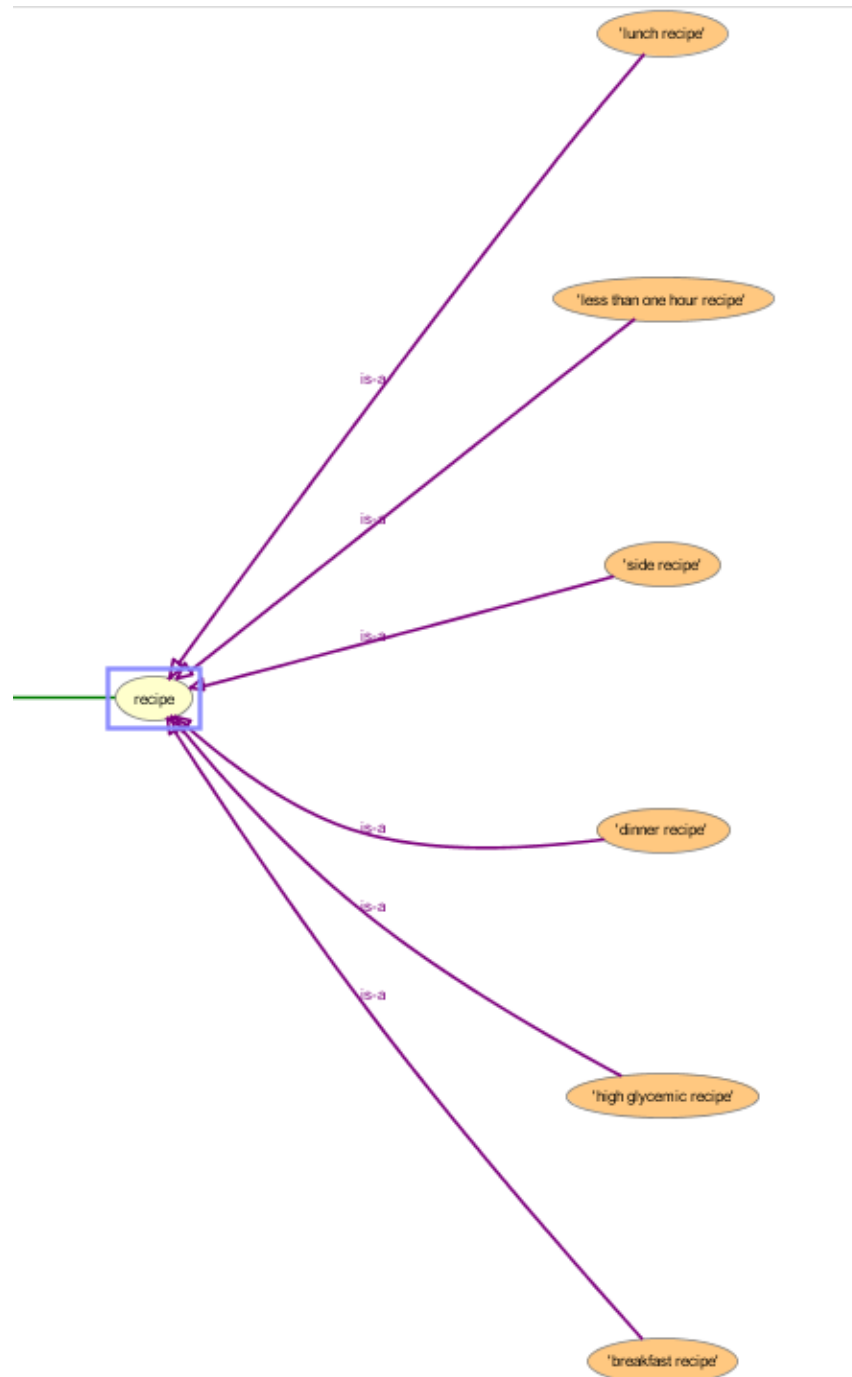 'lunch recipe'
'less than one hour recipe'
is-a
is-a
'side recipe'
is-a
recipe
is-a
'dinner recipe'
is-a
is-a
'high glycemic recipe'
'breakfast recipe'